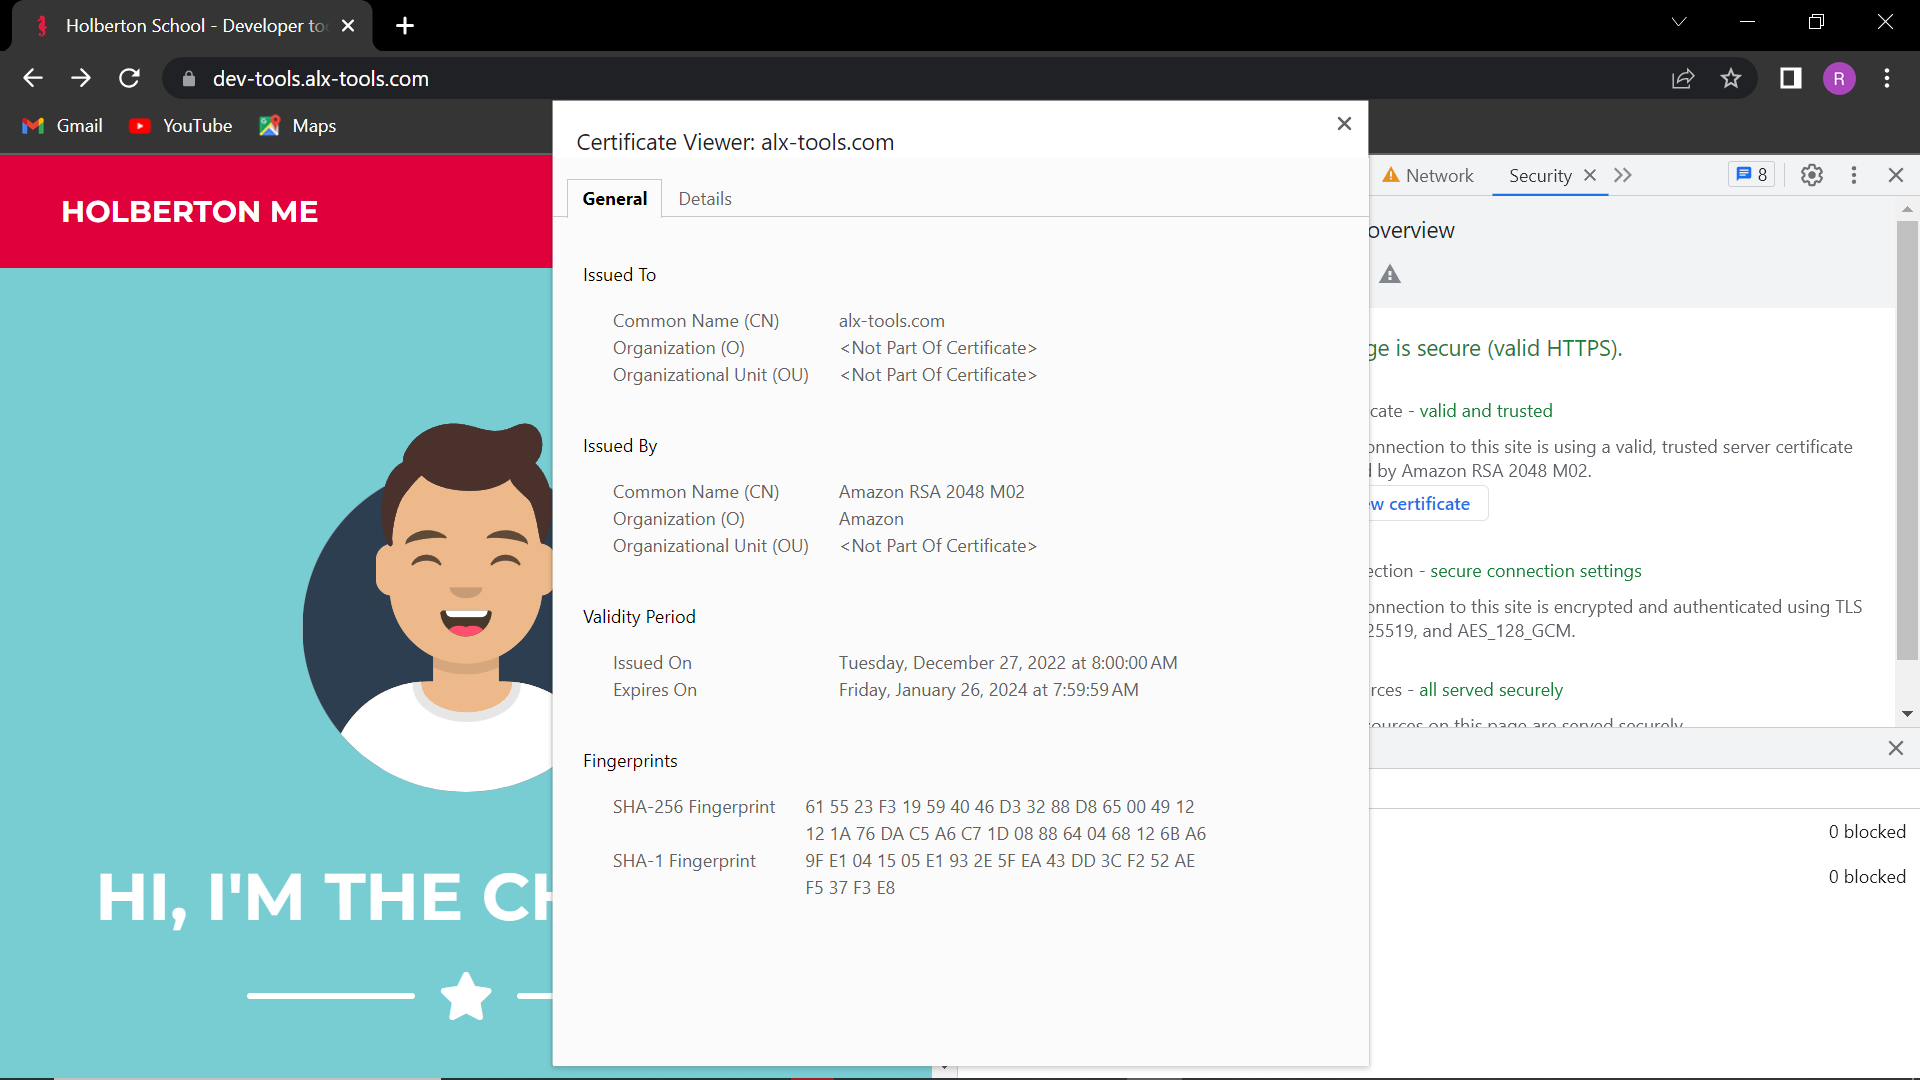 Holberton School - Developer to
dev-tools.alx-tools.com
R
Gmail
YouTube
Maps
HOLBERTON ME
HI, I'M THE CH
Certificate Viewer: alx-tools.com
General
Details
Issued To
Common Name (CN) alx-tools.com
Organization (O) <Not Part Of Certificate>
Organizational Unit (OU) <Not Part Of Certificate>
Issued By
Common Name (CN) Amazon RSA 2048 M02
Organization (O) Amazon
Organizational Unit (OU) <Not Part Of Certificate>
Validity Period
Issued On Tuesday, December 27, 2022 at 8:00:00 AM
Expires On Friday, January 26, 2024 at 7:59:59 AM
Fingerprints
SHA-256 Fingerprint 61 55 23 F3 19 59 40 46 D3 32 88 D8 65 00 49 12
12 1A 76 DA C5 A6 C7 1D 08 88 64 04 68 12 6B A6
SHA-1 Fingerprint 9F E1 04 15 05 E1 93 2E 5F EA 43 DD 3C F2 52 AE
F5 37 F3 E8
Network
Security
8
overview
ge is secure (valid HTTPS).
cate - valid and trusted
onnection to this site is using a valid, trusted server certificate
d by Amazon RSA 2048 M02.
ew certificate
ection - secure connection settings
onnection to this site is encrypted and authenticated using TLS
25519, and AES_128_GCM.
rces - all served securely
ources on this page are served securely
0 blocked
0 blocked